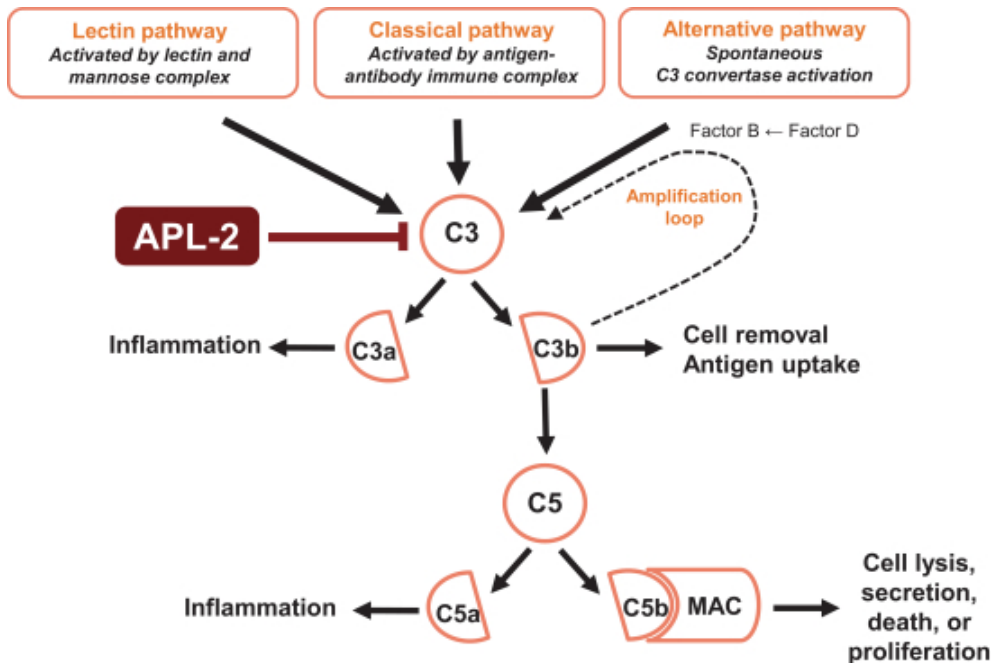 Lectin pathway
Activated by lectin and
mannose complex
Classical pathway
Activated by antigen-
antibody immune complex
Alternative pathway
Spontaneous
C3 convertase activation
Factor B ← Factor D
Amplification
loop
APL-2
C3
Inflammation
C3a
C3b
Cell removal
Antigen uptake
C5
Inflammation
C5a
C5b
MAC
Cell lysis,
secretion,
death, or
proliferation